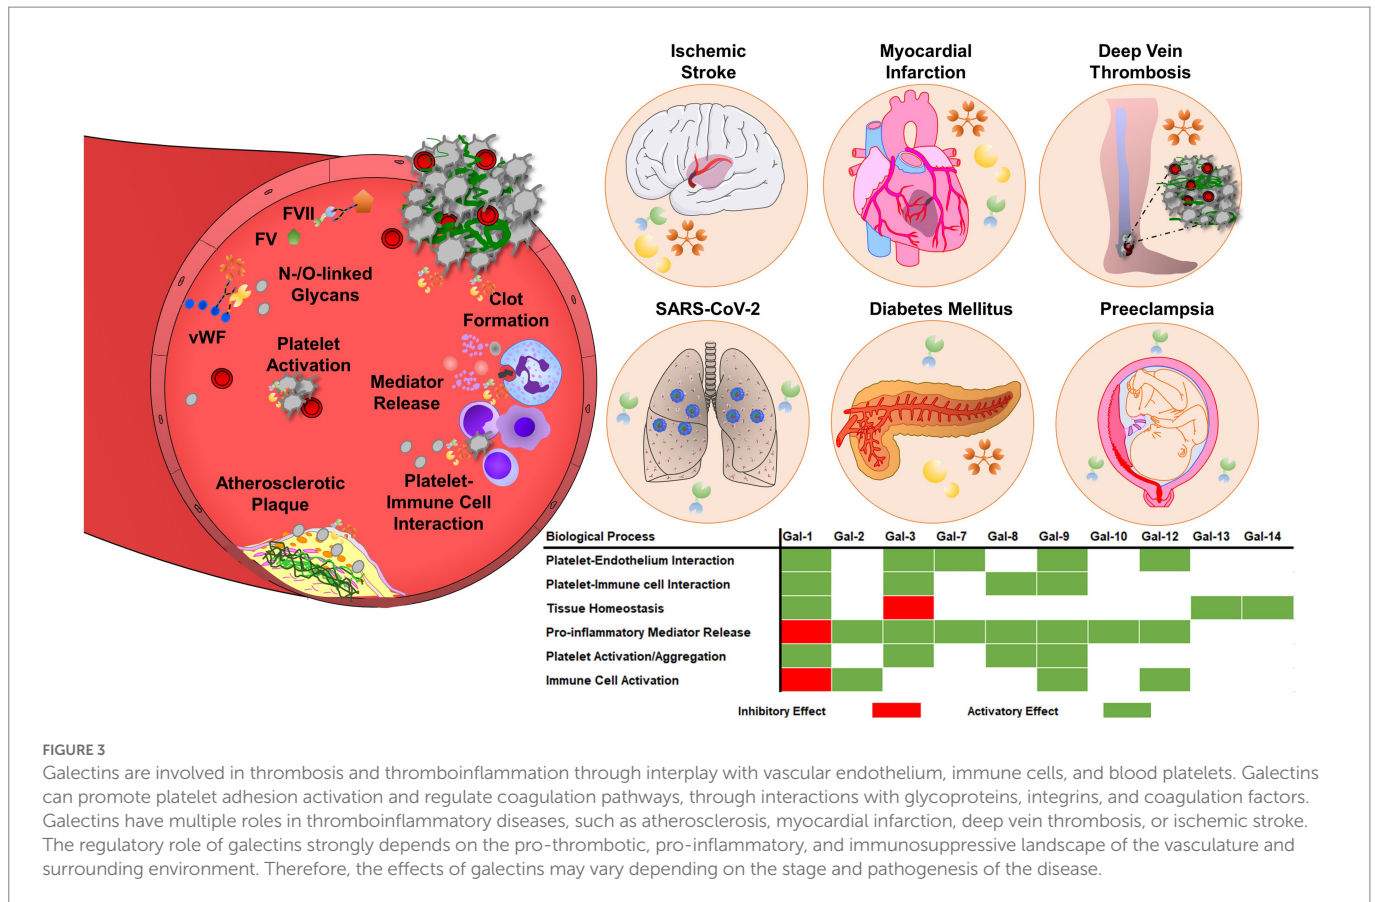 Ischemic
Stroke
Myocardial
Infarction
Deep Vein
Thrombosis
FVII
FV
N-/O-linked
Glycans
vWF
Platelet
Activation
Clot
Formation
Mediator
Release
Atherosclerotic
Plaque
Platelet-
Immune Cell
Interaction
SARS-CoV-2
Diabetes Mellitus
Preeclampsia
Biological Process Gal-1 Gal-2 Gal-3 Gal-7 Gal-8 Gal-9 Gal-10 Gal-12 Gal-13 Gal-14
Platelet-Endothelium Interaction
Platelet-Immune cell Interaction
Tissue Homeostasis
Pro-inflammatory Mediator Release
Platelet Activation/Aggregation
Immune Cell Activation
Inhibitory Effect Activatory Effect
FIGURE 3
Galectins are involved in thrombosis and thromboinflammation through interplay with vascular endothelium, immune cells, and blood platelets. Galectins
can promote platelet adhesion activation and regulate coagulation pathways, through interactions with glycoproteins, integrins, and coagulation factors.
Galectins have multiple roles in thromboinflammatory diseases, such as atherosclerosis, myocardial infarction, deep vein thrombosis, or ischemic stroke.
The regulatory role of galectins strongly depends on the pro-thrombotic, pro-inflammatory, and immunosuppressive landscape of the vasculature and
surrounding environment. Therefore, the effects of galectins may vary depending on the stage and pathogenesis of the disease.